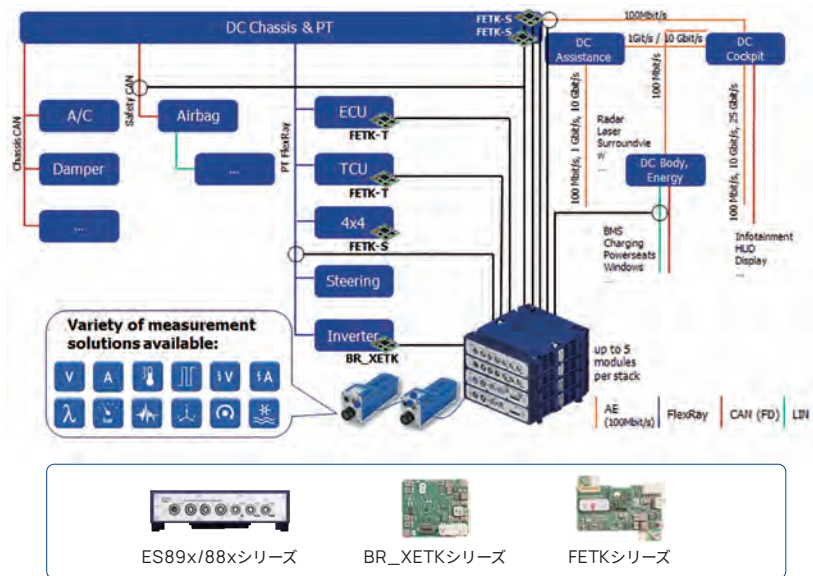 DC Chassis & PT
FETK-S
FETK-S
100Mbit/s
DC
Assistance
1Git/s / 10 Gbit/s
DC
Cockpit
Chassis CAN
Safety CAN
PT FlexRay
A/C
Airbag
ECU
FETK-T
Damper
...
TCU
FETK-T
...
4x4
FETK-S
Steering
Inverter
BR_XETK
100 Mbit/s, 1 Gbit/s, 10 Gbit/s
100 Mbit/s
100 Mbit/s, 10 Gbit/s, 25 Gbit/s
Radar
Laser
Surroundvie
w
...
DC Body,
Energy
BMS
Charging
Powerseats
Windows
...
Infotainment
HUD
Display
...
Variety of measurement
solutions available:
V
A
V
A
λ
up to 5
modules
per stack
AE
(100Mbit/s)
FlexRay
CAN (FD)
LIN
ES89x/88xシリーズ
BR_XETKシリーズ
FETKシリーズ